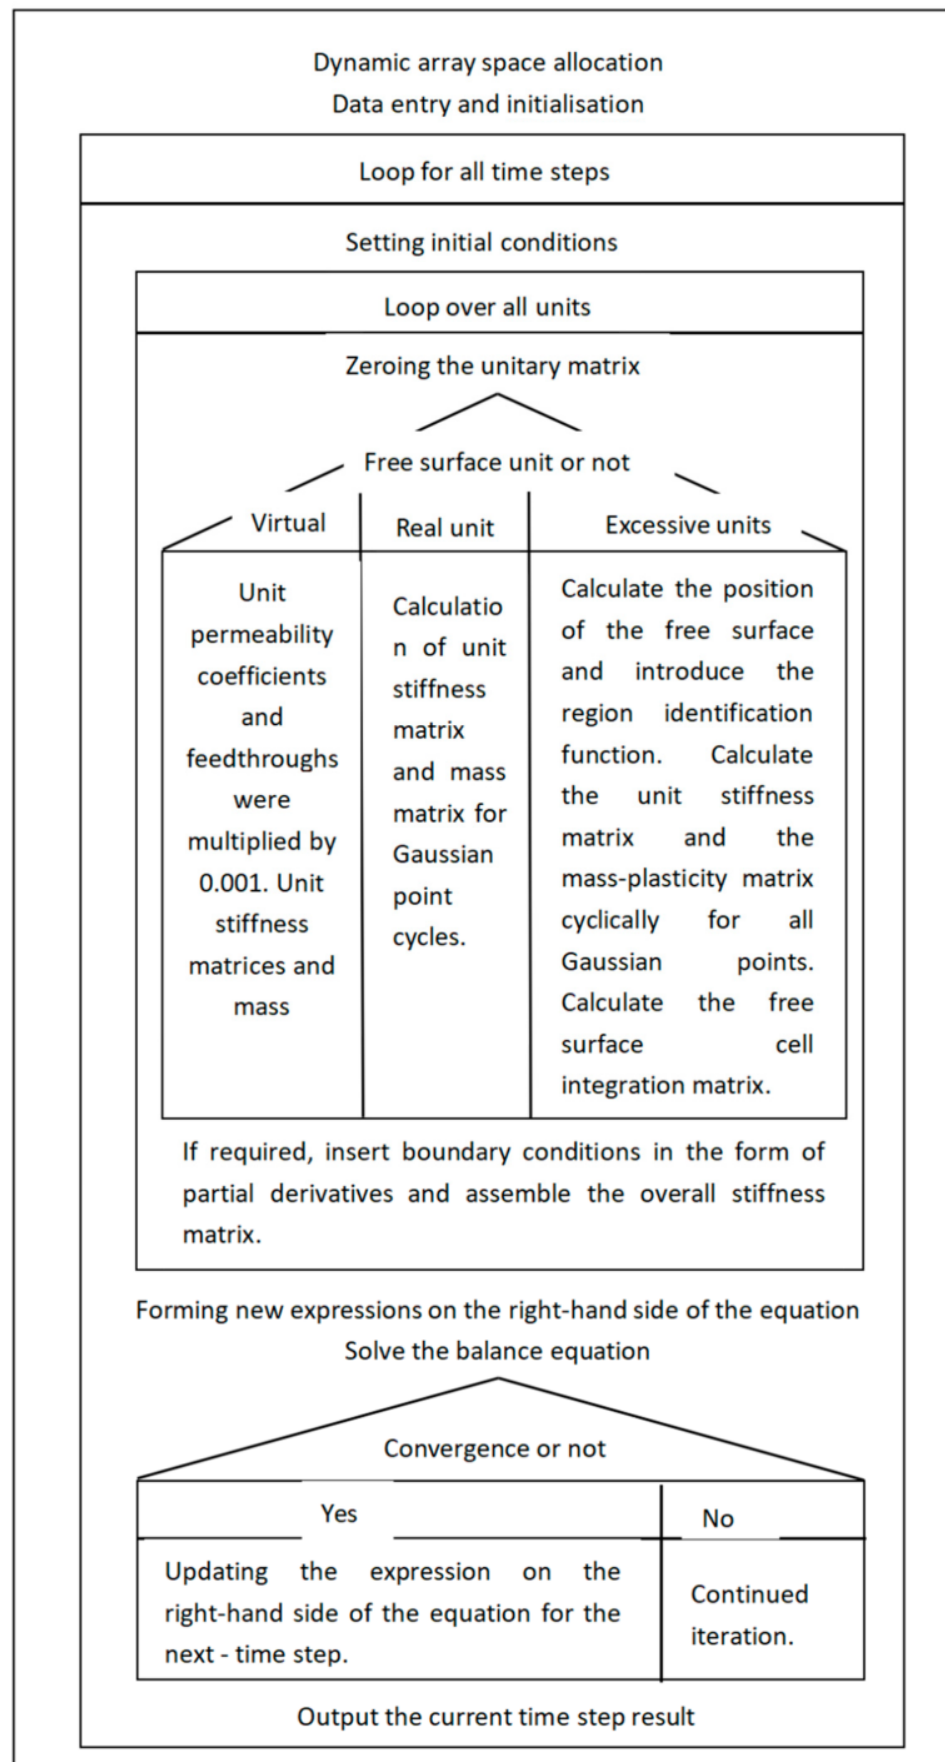 Dynamic array space allocation
Data entry and initialisation
Loop for all time steps
Setting initial conditions
Loop over all units
Zeroing the unitary matrix
Free surface unit or not
Virtual
Real unit
Excessive units
Unit
permeability
coefficients
and
feedthroughs
were
multiplied by
0.001. Unit
stiffness
matrices and
mass
Calculatio
n of unit
stiffness
matrix
and mass
matrix for
Gaussian
point
cycles.
Calculate the position
of the free surface
and introduce the
region identification
function. Calculate
the unit stiffness
matrix and the
mass-plasticity matrix
cyclically for all
Gaussian points.
Calculate the free
surface cell
integration matrix.
If required, insert boundary conditions in the form of
partial derivatives and assemble the overall stiffness
matrix.
Forming new expressions on the right-hand side of the equation
Solve the balance equation
Convergence or not
Yes
No
Updating the expression on the
right-hand side of the equation for the
next - time step.
Continued
iteration.
Output the current time step result